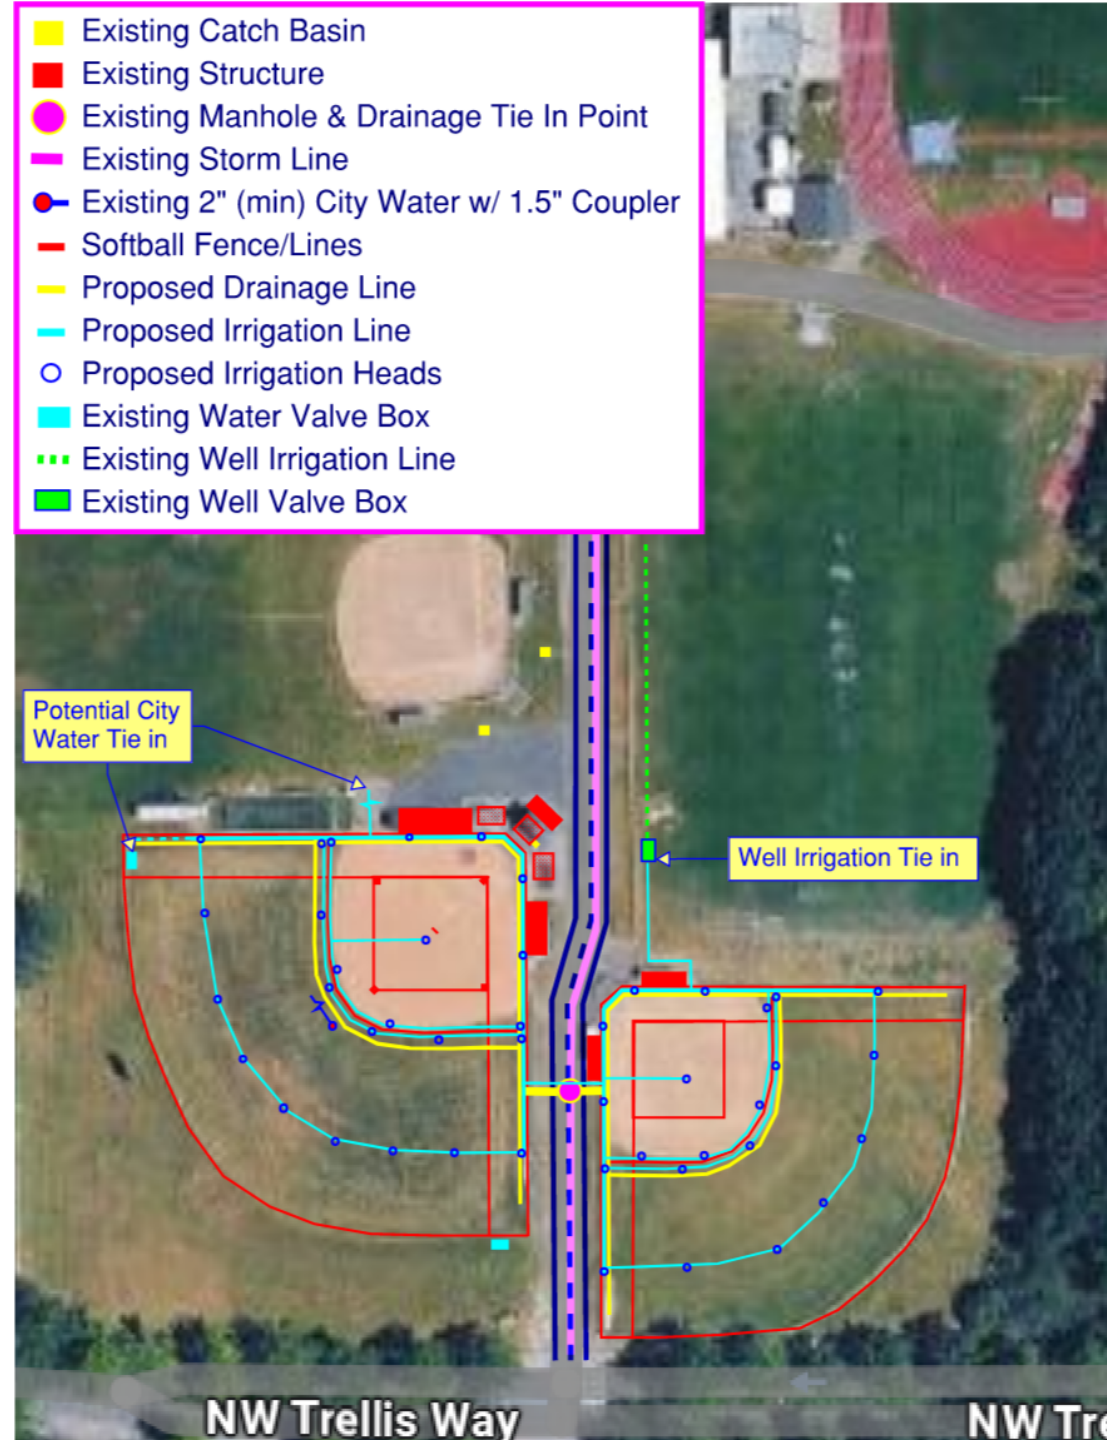 Existing Catch Basin
Existing Structure
Existing Manhole & Drainage Tie In Point
Existing Storm Line
Existing 2" (min) City Water w/ 1.5" Coupler
Softball Fence/Lines
Proposed Drainage Line
Proposed Irrigation Line
Proposed Irrigation Heads
Existing Water Valve Box
Existing Well Irrigation Line
Existing Well Valve Box
Potential City
Water Tie in
Well Irrigation Tie in
NW Trellis Way
NW Tre